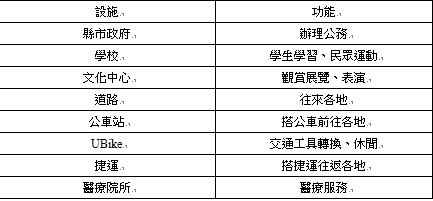 設施 功能
縣市政府 辦理公務
學校 學生學習、民眾運動
文化中心 觀賞展覽、表演
道路 往來各地
公車站 搭公車前往各地
UBike 交通工具轉換、休閒
捷運 搭捷運往返各地
醫療院所 醫療服務